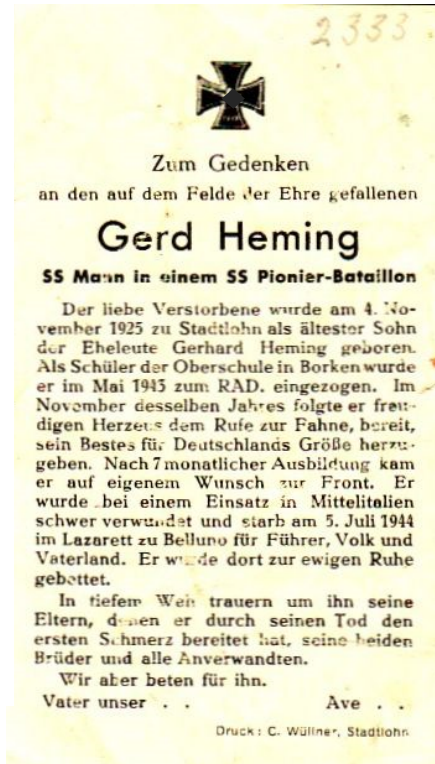 2333
Zum Gedenken
an den auf dem Felde der Ehre gefallenen
Gerd Heming
SS Mann in einem SS Pionier-Bataillon
Der liebe Verstorbene wurde am 4. No-
vember 1925 zu Stadtlohn als ältester Sohn
der Eheleute Gerhard Heming geboren.
Als Schüler der Oberschule in Borken wurde
er im Mai 1943 zum RAD. eingezogen. Im
November desselben Jahres folgte er freu-
digen Herzens dem Rufe zur Fahne, bereit,
sein Bestes für Deutschlands Größe herzu-
geben. Nach 7 monatlicher Ausbildung kam
er auf eigenem Wunsch zur Front. Er
wurde bei einem Einsatz in Mittelitalien
schwer verwundet und starb am 5. Juli 1944
im Lazarett zu Belluno für Führer, Volk und
Vaterland. Er wurde dort zur ewigen Ruhe
gebettet.
In tiefem Weh trauern um ihn seine
Eltern, denen er durch seinen Tod den
ersten Schmerz bereitet hat, seine beiden
Brüder und alle Anverwandten.
Wir aber beten für ihn.
Vater unser . . Ave . .
Druck: C. Wüllner, Stadtlohn